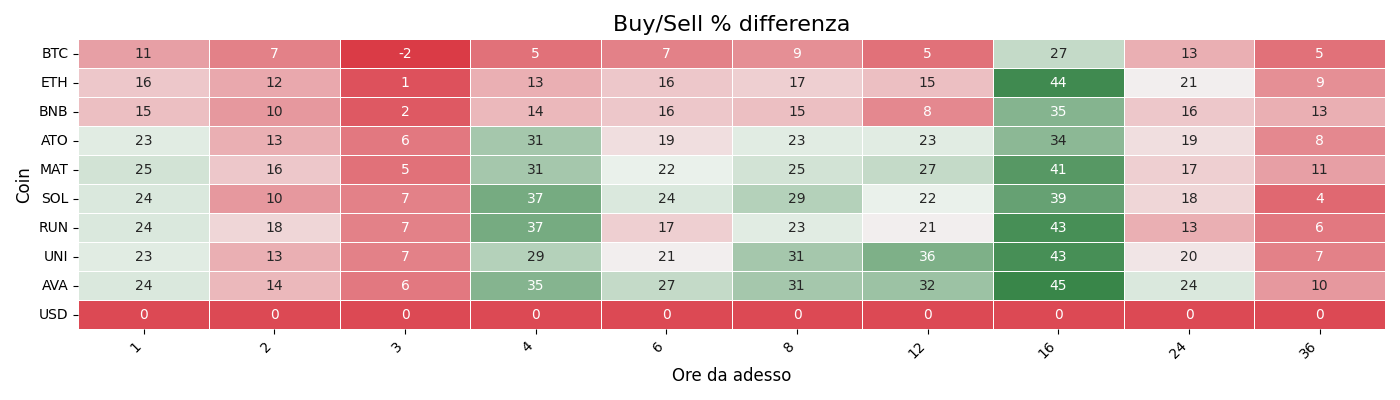 Buy/Sell % differenza
Coin
BTC 11 7 -2 5 7 9 5 27 13 5
ETH 16 12 1 13 16 17 15 44 21 9
BNB 15 10 2 14 16 15 8 35 16 13
ATO 23 13 6 31 19 23 23 34 19 8
MAT 25 16 5 31 22 25 27 41 17 11
SOL 24 10 7 37 24 29 22 39 18 4
RUN 24 18 7 37 17 23 21 43 13 6
UNI 23 13 7 29 21 31 36 43 20 7
AVA 24 14 6 35 27 31 32 45 24 10
USD 0 0 0 0 0 0 0 0 0 0
1 2 3 4 6 8 12 16 24 36
Ore da adesso